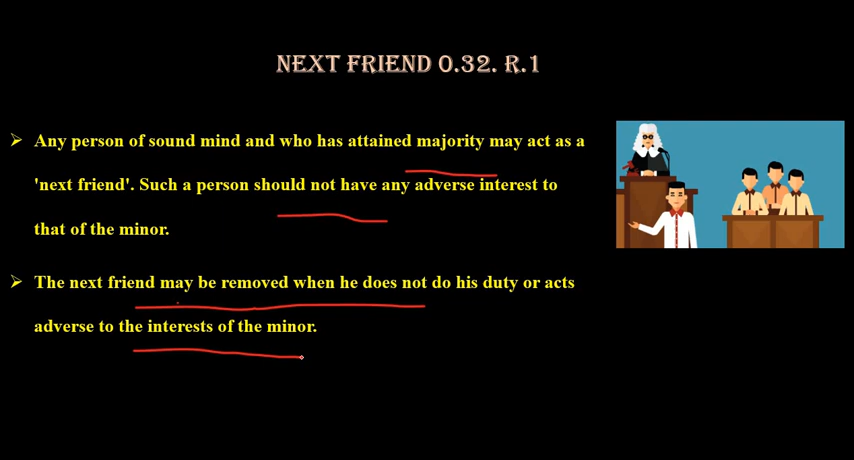 NEXT FRIEND O.32. R.1
Any person of sound mind and who has attained majority may act as a
'next friend'. Such a person should not have any adverse interest to
that of the minor.
The next friend may be removed when he does not do his duty or acts
adverse to the interests of the minor.